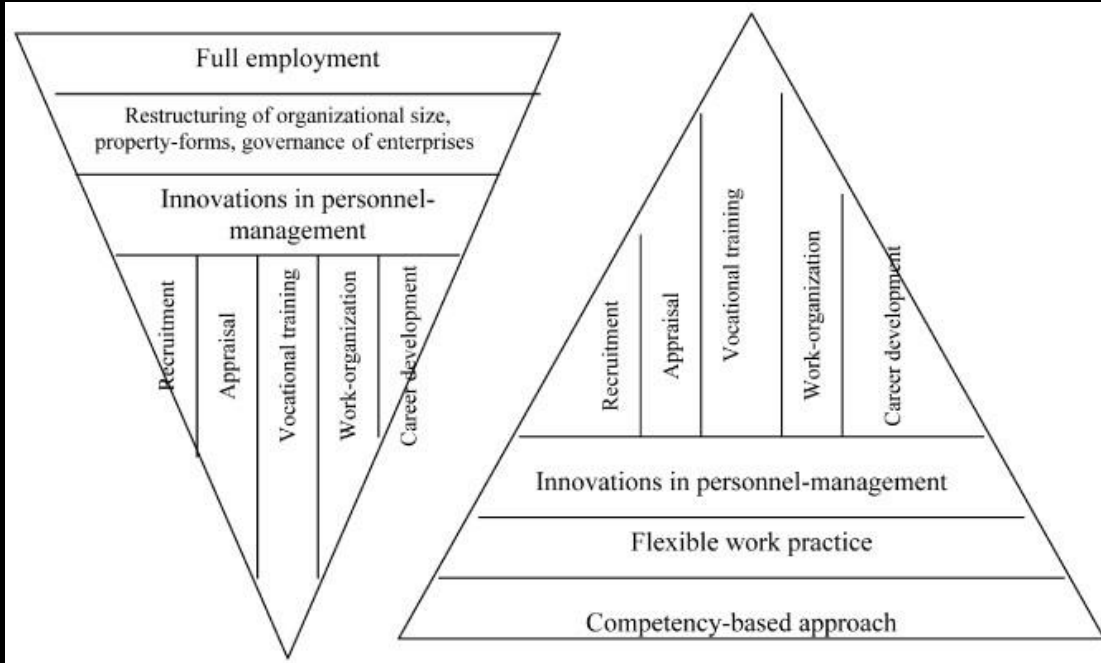 Full employment
Restructuring of organizational size,
property-forms, governance of enterprises
Innovations in personnel-
management
Recruitment
Appraisal
Vocational training
Work-organization
Career development
Recruitment
Appraisal
Vocational training
Work-organization
Career development
Innovations in personnel-management
Flexible work practice
Competency-based approach